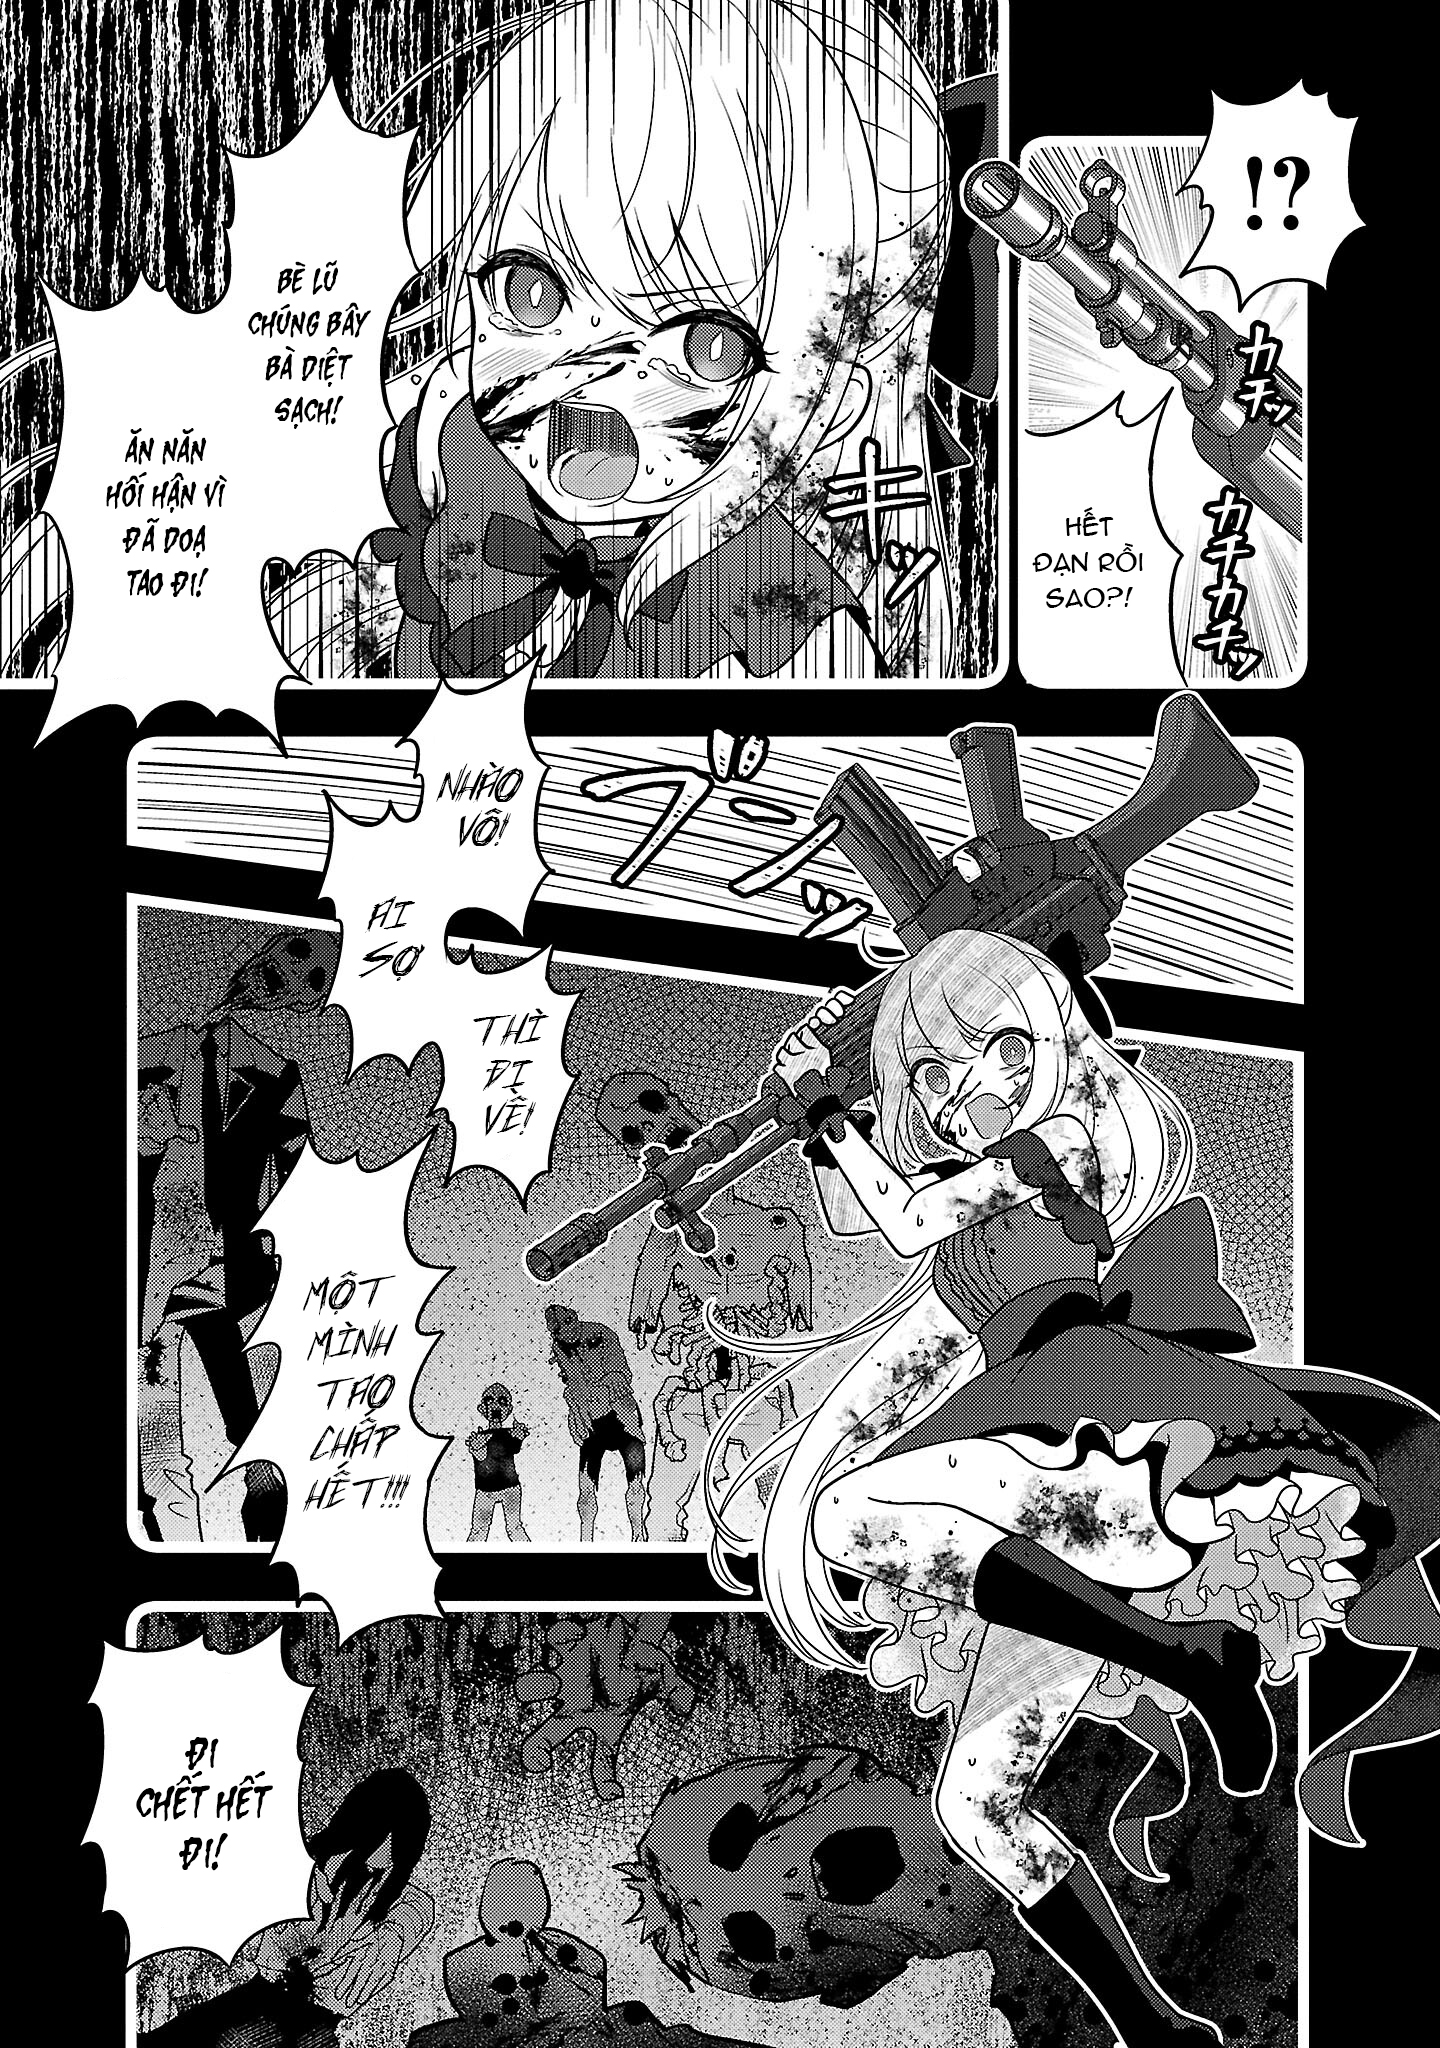 !?
カチッ
カチカチッ
HẾT
ĐẠN RỒI
SAO?!
キッ
BÈ LŨ
CHÚNG BÂY
BÀ DIỆT
SẠCH!
ĂN NĂN
HỐI HẬN VÌ
ĐÃ DOẠ
TAO ĐI!
ブンッ
NHÀO
VÔ!
AI
SỢ
THÌ
ĐI
VỀ!
MỘT
MÌNH
TAO
CHẤP
HẾT!!!
ĐI
CHẾT HẾT
ĐI!